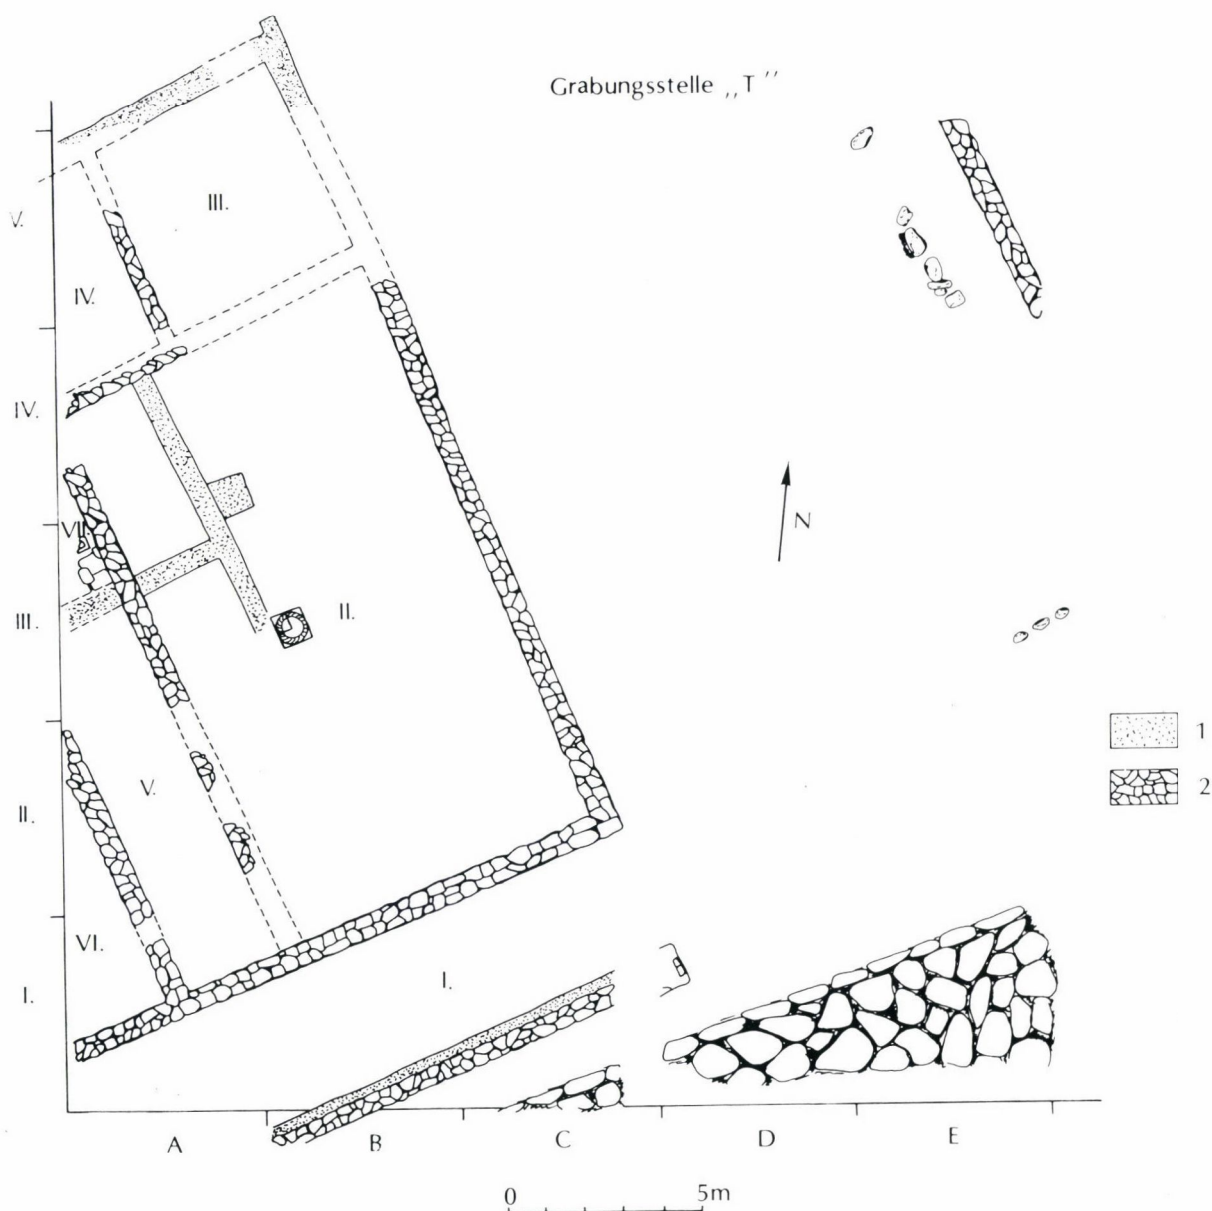 Grabungsstelle „T”
III.
V.
IV.
IV.
VII.
II.
III.
N
1
2
V.
II.
VI.
I.
I.
A
B
C
D
E
0
5m